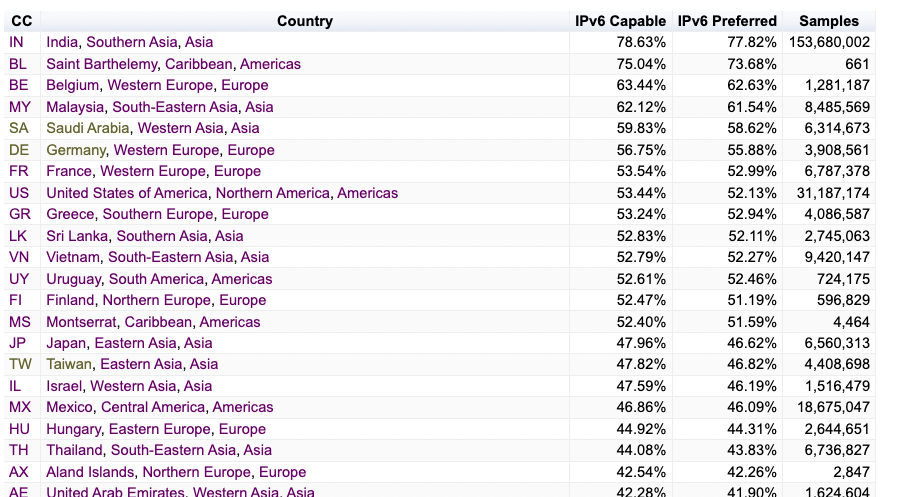 CC Country IPv6 Capable IPv6 Preferred Samples
IN India, Southern Asia, Asia 78.63% 77.82% 153,680,002
BL Saint Barthelemy, Caribbean, Americas 75.04% 73.68% 661
BE Belgium, Western Europe, Europe 63.44% 62.63% 1,281,187
MY Malaysia, South-Eastern Asia, Asia 62.12% 61.54% 8,485,569
SA Saudi Arabia, Western Asia, Asia 59.83% 58.62% 6,314,673
DE Germany, Western Europe, Europe 56.75% 55.88% 3,908,561
FR France, Western Europe, Europe 53.54% 52.99% 6,787,378
US United States of America, Northern America, Americas 53.44% 52.13% 31,187,174
GR Greece, Southern Europe, Europe 53.24% 52.94% 4,086,587
LK Sri Lanka, Southern Asia, Asia 52.83% 52.11% 2,745,063
VN Vietnam, South-Eastern Asia, Asia 52.79% 52.27% 9,420,147
UY Uruguay, South America, Americas 52.61% 52.46% 724,175
FI Finland, Northern Europe, Europe 52.47% 51.19% 596,829
MS Montserrat, Caribbean, Americas 52.40% 51.59% 4,464
JP Japan, Eastern Asia, Asia 47.96% 46.62% 6,560,313
TW Taiwan, Eastern Asia, Asia 47.82% 46.82% 4,408,698
IL Israel, Western Asia, Asia 47.59% 46.19% 1,516,479
MX Mexico, Central America, Americas 46.86% 46.09% 18,675,047
HU Hungary, Eastern Europe, Europe 44.92% 44.31% 2,644,651
TH Thailand, South-Eastern Asia, Asia 44.08% 43.83% 6,736,827
AX Aland Islands, Northern Europe, Europe 42.54% 42.26% 2,847
AE United Arab Emirates, Western Asia, Asia 42.28% 41.90% 1,624,604